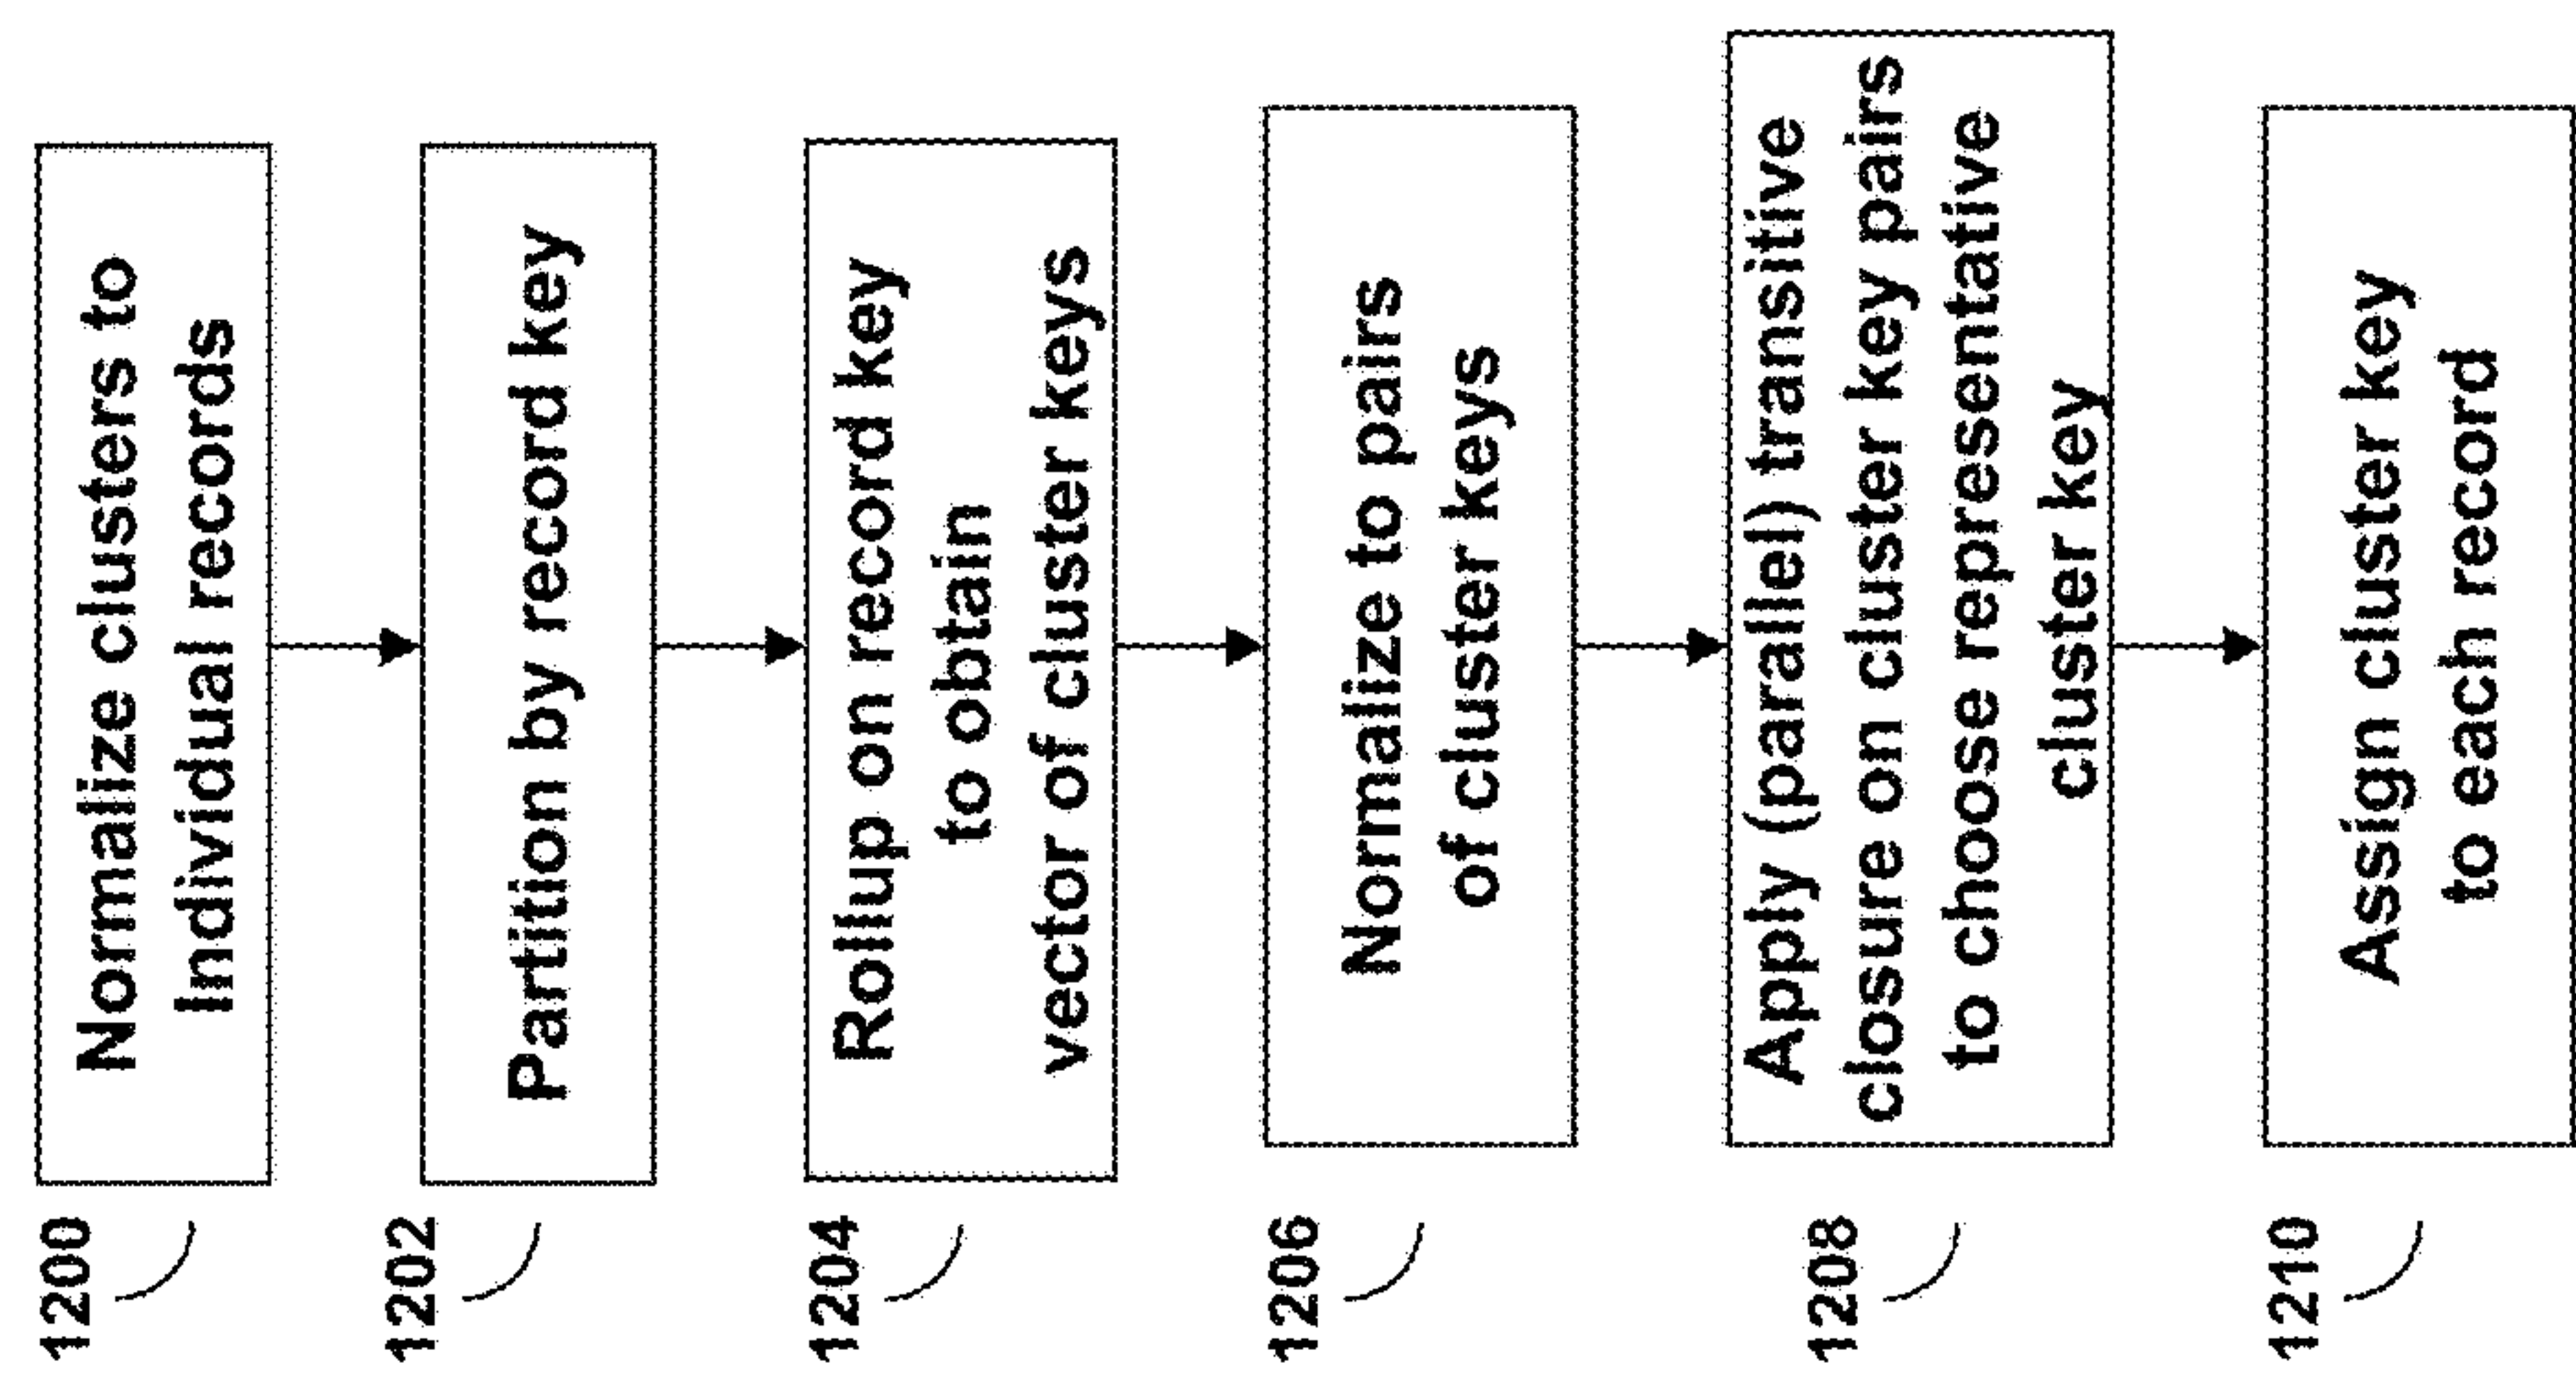 1200
Normalize clusters to
Individual records
1202
Partition by record key
1204
Rollup on record key
to obtain
vector of cluster keys
1206
Normalize to pairs
of cluster keys
1208
Apply (parallel) transitive
closure on cluster key pairs
to choose representative
cluster key
1210
Assign cluster key
to each record